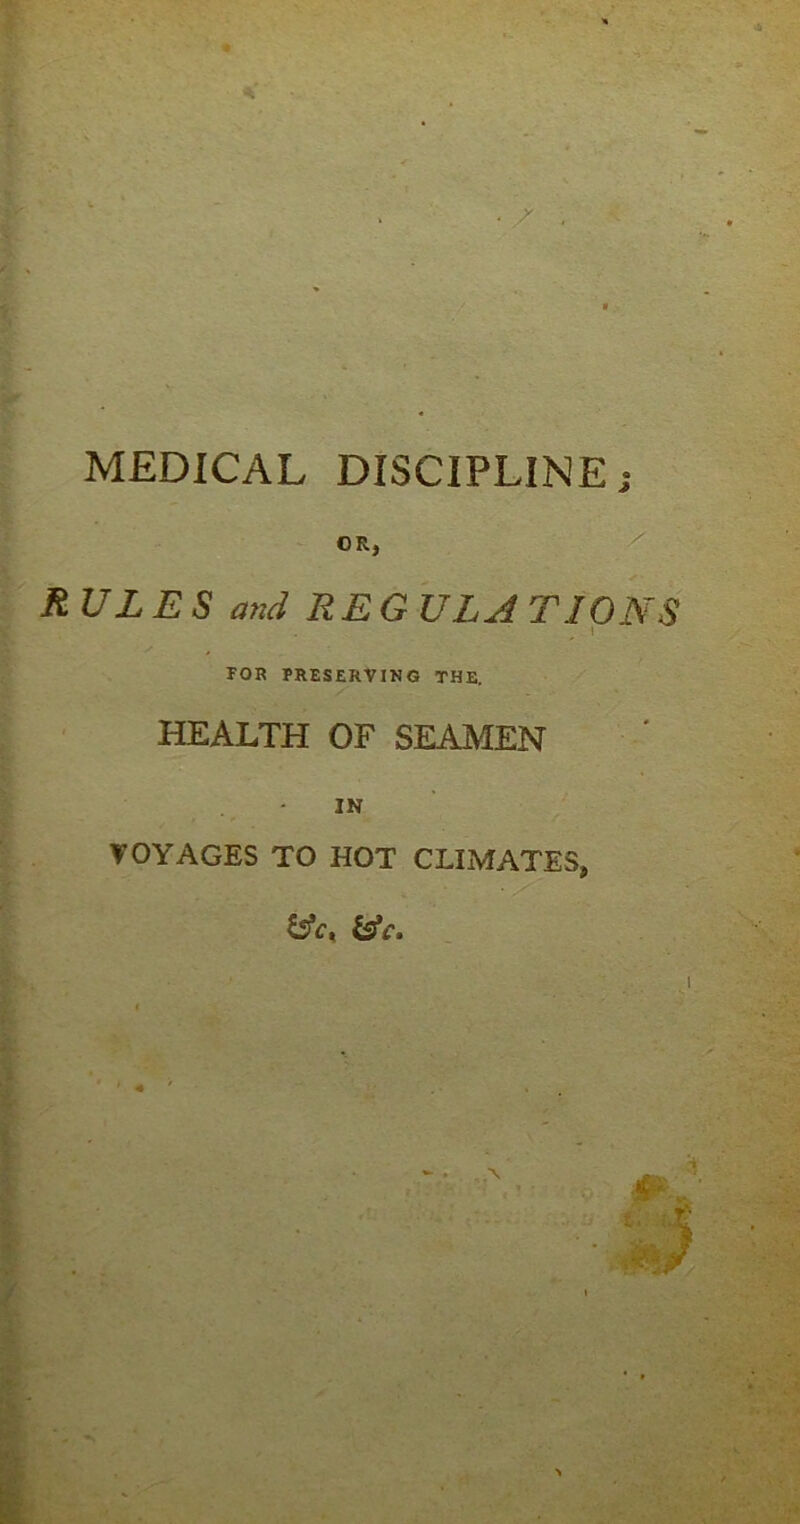 MEDICAL DISCIPLINE;
OR,
RULES and REGULATIONS
FOR PRESERVING THE.
HEALTH OF SEAMEN
IN
VOYAGES TO HOT CLIMATES,
&c, &c.